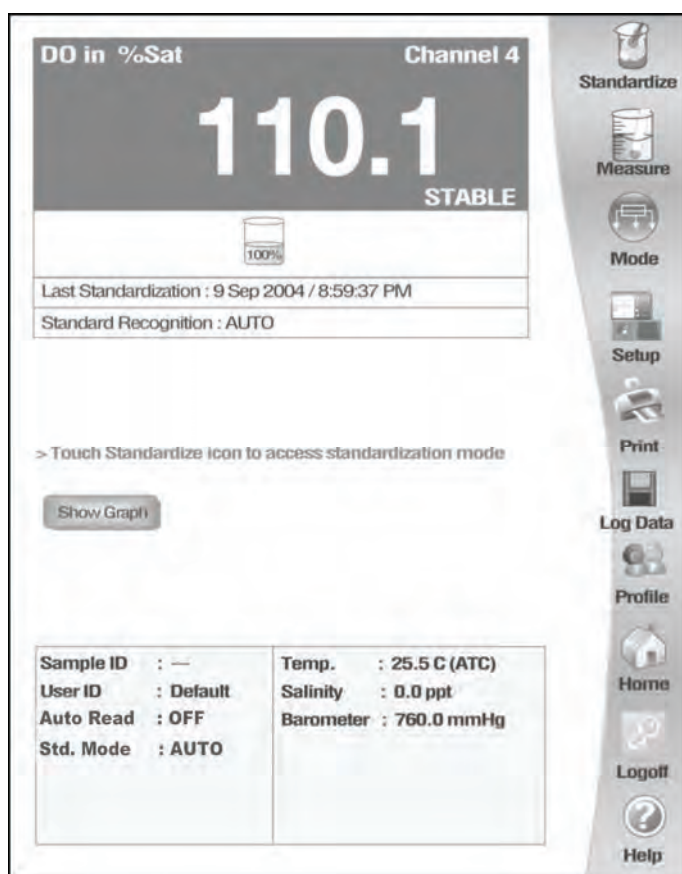 DO in %Sat Channel 4
110.1
STABLE
100%
Last Standardization : 9 Sep 2004 / 8:59:37 PM
Standard Recognition : AUTO
> Touch Standardize icon to access standardization mode
Show Graph
Sample ID : —
User ID : Default
Auto Read : OFF
Std. Mode : AUTO
Temp. : 25.5 C (ATC)
Salinity : 0.0 ppt
Barometer : 760.0 mmHg
Standardize
Measure
Mode
Setup
Print
Log Data
Profile
Home
Logoff
Help